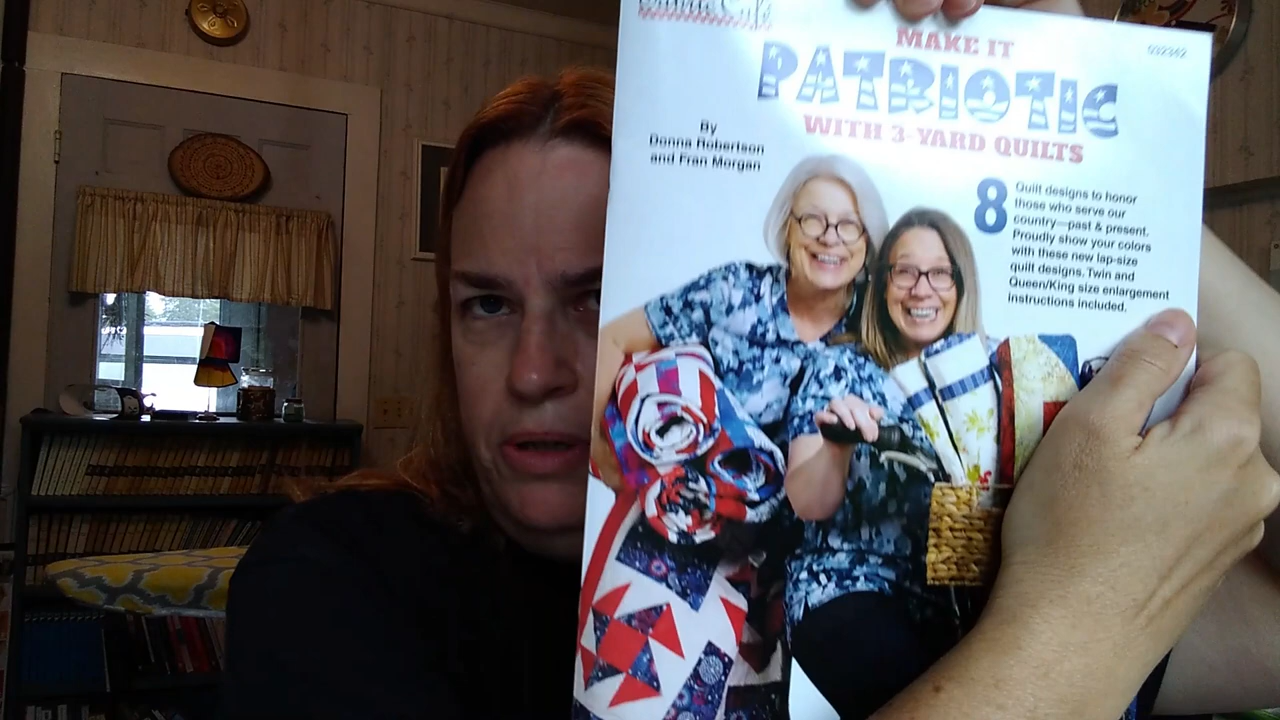 MAKE IT
032342
PATRIOTIC
WITH 3-YARD QUILTS
By
Donna Robertson
and Fran Morgan
8
Quilt designs to honor
those who serve our
country—past & present.
Proudly show your colors
with these new lap-size
quilt designs. Twin and
Queen/King size enlargement
instructions included.